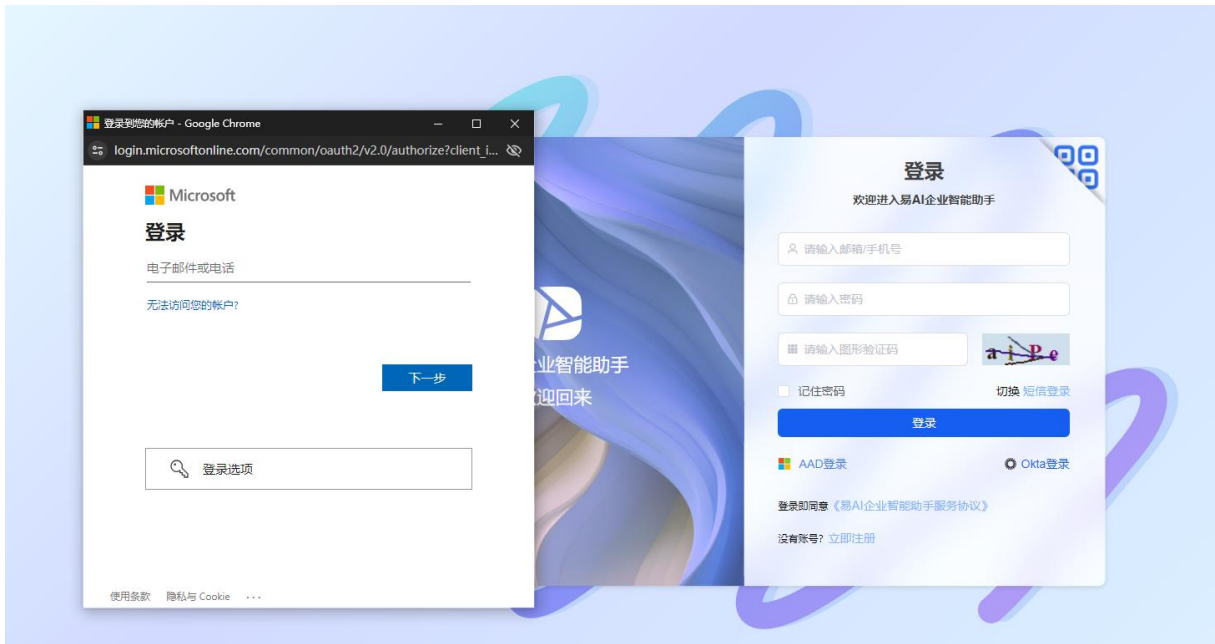 登录到您的帐户 - Google Chrome
login.microsoftonline.com/common/oauth2/v2.0/authorize?client_i...
Microsoft
登录
电子邮件或电话
无法访问您的帐户?
下一步
登录选项
使用条款 隐私与 Cookie ...
企业智能助手
迎回来
登录
欢迎进入易AI企业智能助手
请输入邮箱/手机号
请输入密码
请输入图形验证码
aiPe
记住密码 切换 短信登录
登录
AAD登录 Okta登录
登录即同意《易AI企业智能助手服务协议》
没有账号? 立即注册